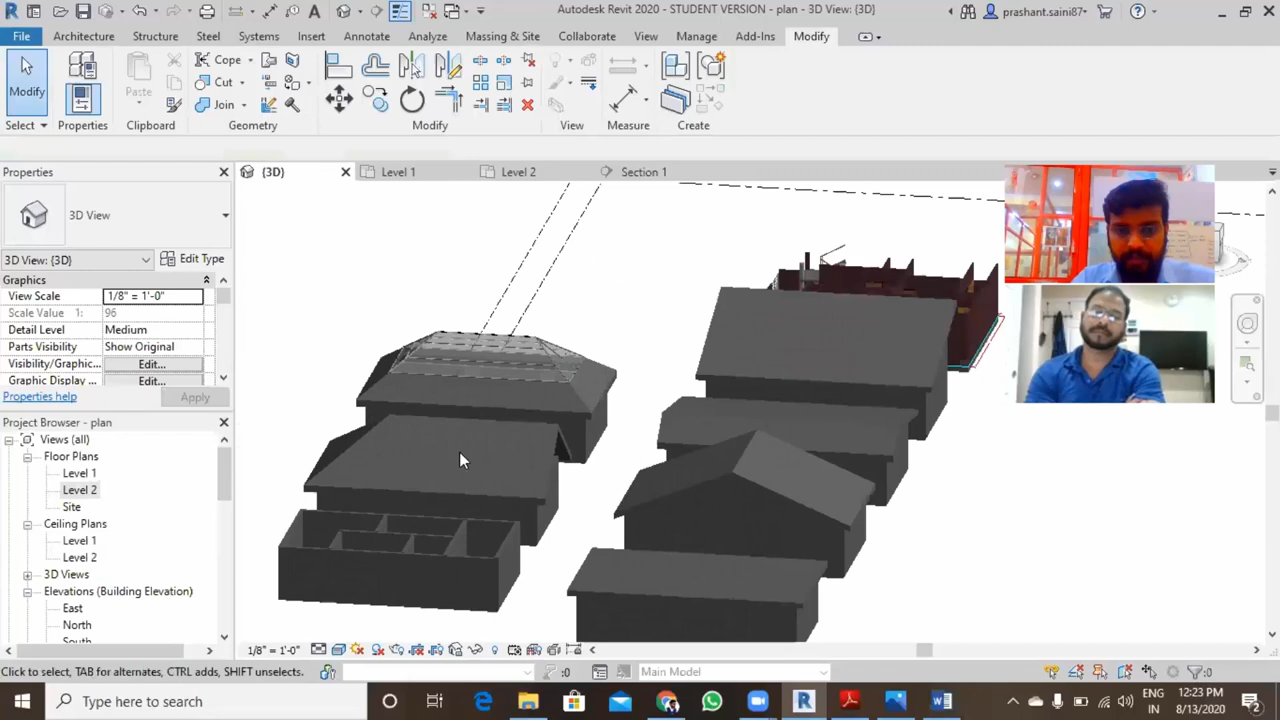 Autodesk Revit 2020 - STUDENT VERSION - plan - 3D View: {3D}
prashant.saini87
File
Architecture
Structure
Steel
Systems
Insert
Annotate
Analyze
Massing & Site
Collaborate
View
Manage
Add-Ins
Modify
Modify
Paste
Cope
Cut
Join
Select
Properties
Clipboard
Geometry
Modify
View
Measure
Create
Properties
{3D}
Level 1
Level 2
Section 1
3D View
3D View: {3D}
Edit Type
Graphics
View Scale
1/8" = 1'-0"
Scale Value 1:
96
Detail Level
Medium
Parts Visibility
Show Original
Visibility/Graphic...
Edit...
Graphic Display ...
Edit...
Properties help
Apply
Project Browser - plan
Views (all)
Floor Plans
Level 1
Level 2
Site
Ceiling Plans
Level 1
Level 2
3D Views
Elevations (Building Elevation)
East
North
South
1/8" = 1'-0"
Click to select, TAB for alternates, CTRL adds, SHIFT unselects.
:0
Main Model
:0
Type here to search
ENG
IN
12:23 PM
8/13/2020
2